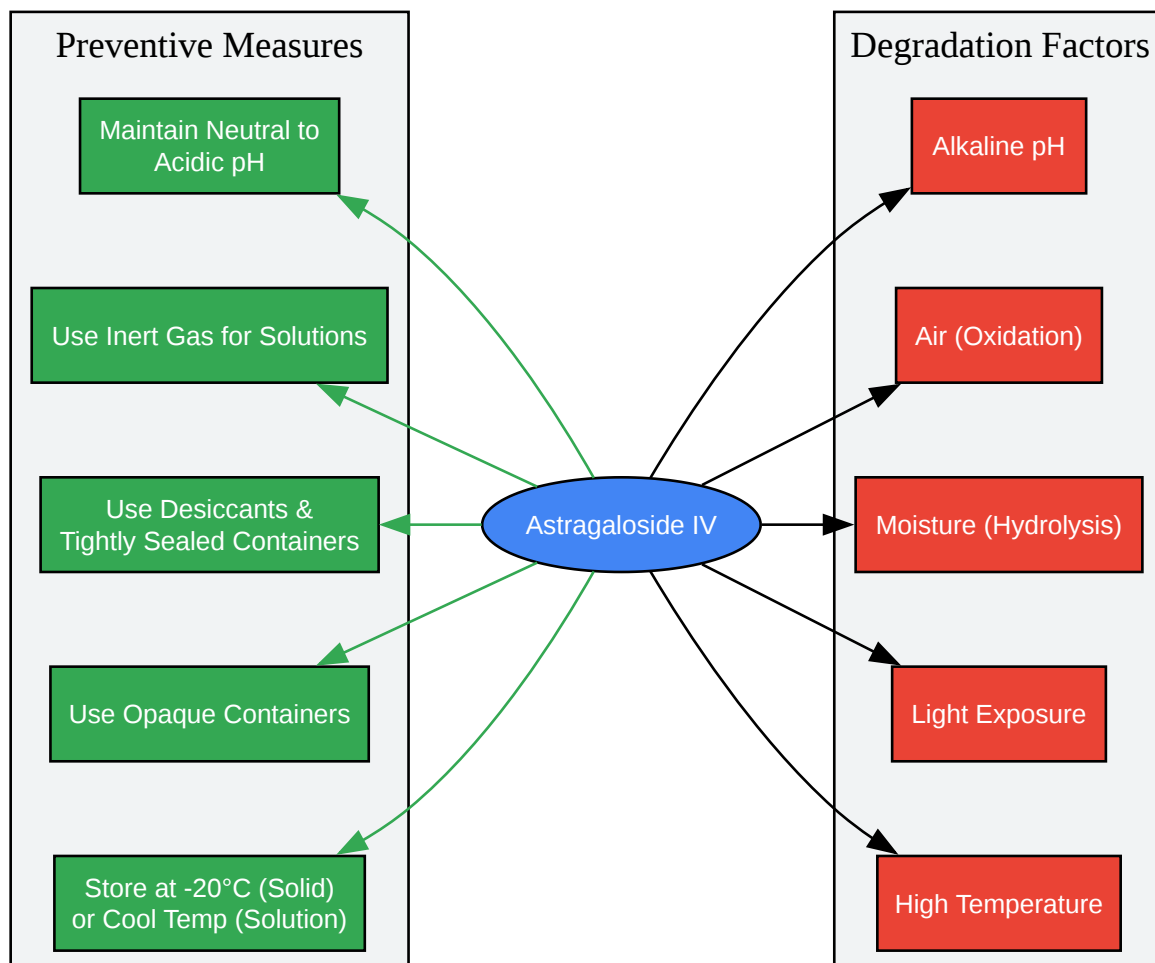 Preventive Measures
Maintain Neutral to
Acidic pH
Use Inert Gas for Solutions
Use Desiccants &
Tightly Sealed Containers
Use Opaque Containers
Store at -20°C (Solid)
or Cool Temp (Solution)
Astragaloside IV
Degradation Factors
Alkaline pH
Air (Oxidation)
Moisture (Hydrolysis)
Light Exposure
High Temperature